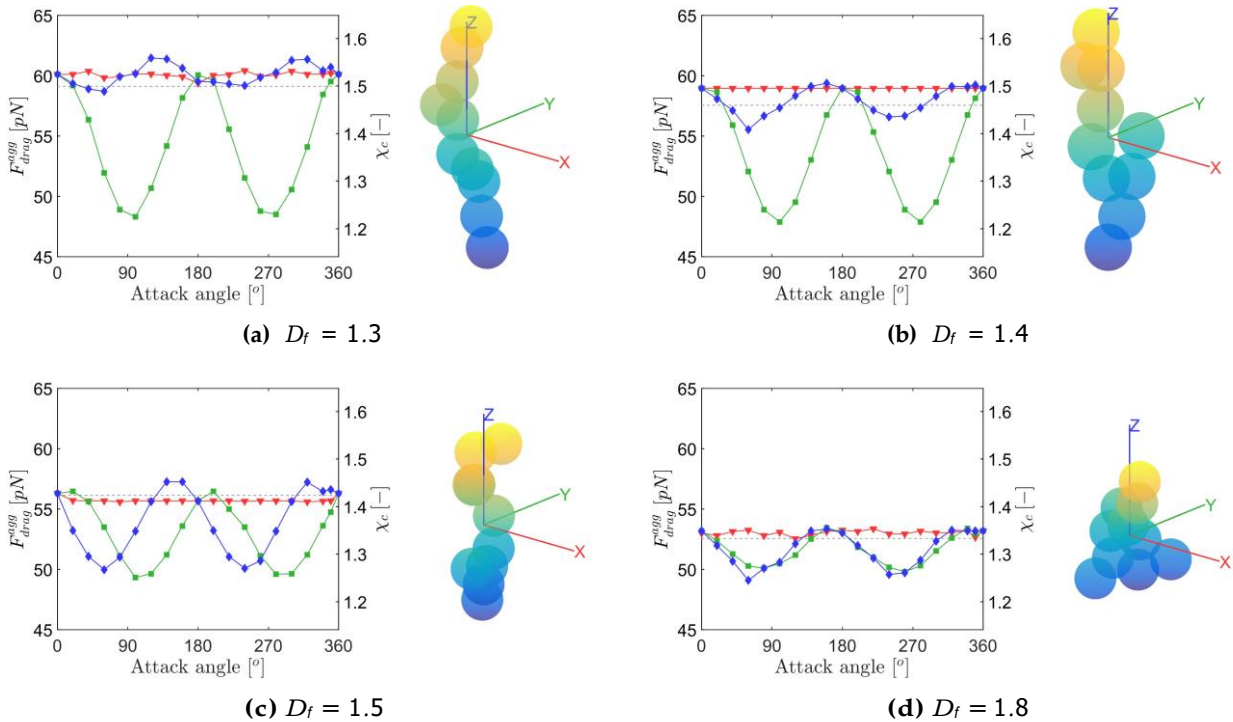 65
60
55
50
45
F^{agg}_{drag} [pN]
0 90 180 270 360
Attack angle [o]
1.6
1.5
1.4
1.3
1.2
χ_c [−]
Z
Y
X
(a) D_f = 1.3
65
60
55
50
45
F^{agg}_{drag} [pN]
0 90 180 270 360
Attack angle [o]
1.6
1.5
1.4
1.3
1.2
χ_c [−]
Z
Y
X
(b) D_f = 1.4
65
60
55
50
45
F^{agg}_{drag} [pN]
0 90 180 270 360
Attack angle [o]
1.6
1.5
1.4
1.3
1.2
χ_c [−]
Z
Y
X
(c) D_f = 1.5
65
60
55
50
45
F^{agg}_{drag} [pN]
0 90 180 270 360
Attack angle [o]
1.6
1.5
1.4
1.3
1.2
χ_c [−]
Z
Y
X
(d) D_f = 1.8